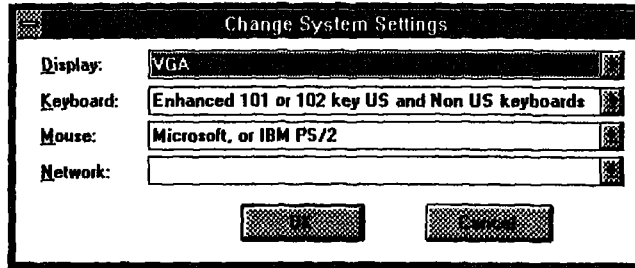 Change System Settings
Display: VGA
Keyboard: Enhanced 101 or 102 key US and Non US keyboards
Mouse: Microsoft, or IBM PS/2
Network:
OK Cancel